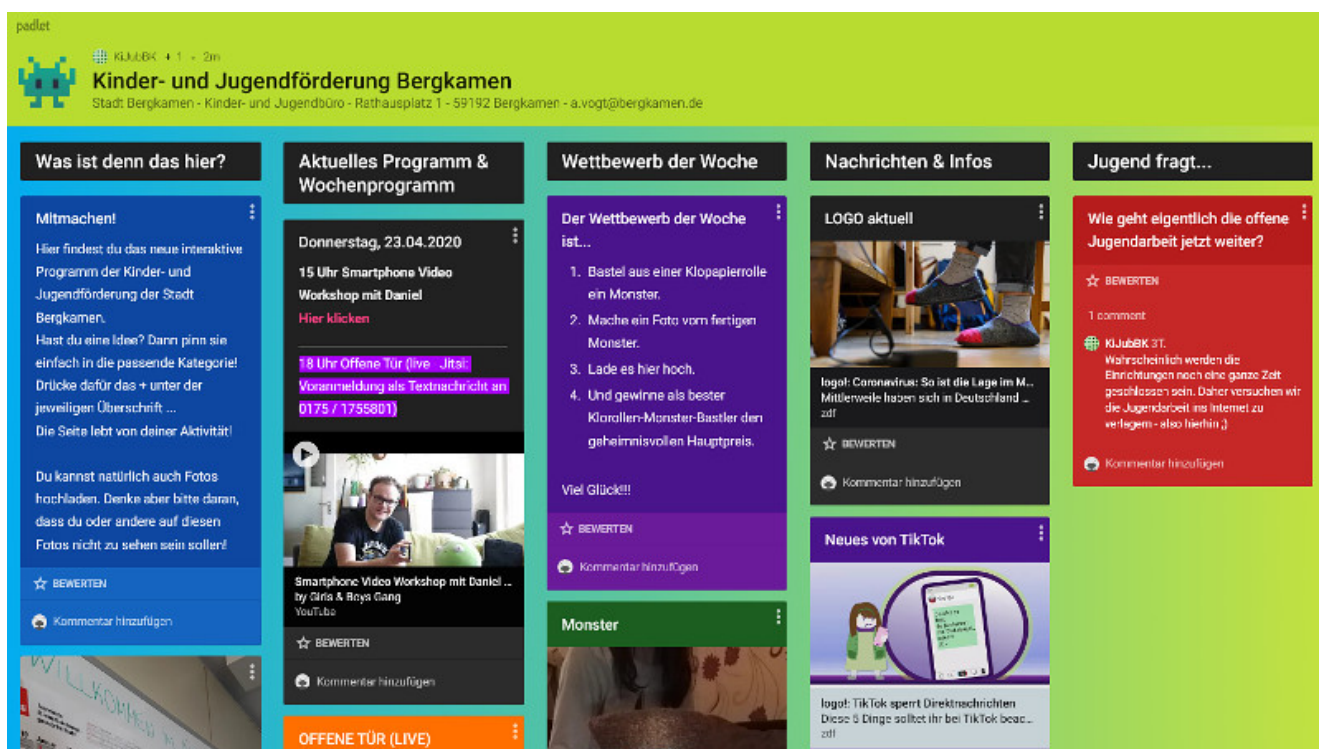 padlet
KiJubBK + 1 • 2m
Kinder- und Jugendförderung Bergkamen
Stadt Bergkamen - Kinder- und Jugendbüro - Rathausplatz 1 - 59192 Bergkamen - a.vogt@bergkamen.de
Was ist denn das hier?
Mitmachen!
Hier findest du das neue interaktive
Programm der Kinder- und
Jugendförderung der Stadt
Bergkamen.
Hast du eine Idee? Dann pinn sie
einfach in die passende Kategorie!
Drücke dafür das + unter der
jeweiligen Überschrift ...
Die Seite lebt von deiner Aktivität!
Du kannst natürlich auch Fotos
hochladen. Denke aber bitte daran,
dass du oder andere auf diesen
Fotos nicht zu sehen sein sollen!
BEWERTEN
Kommentar hinzufügen
WILLKOMMEN
Aktuelles Programm &
Wochenprogramm
Donnerstag, 23.04.2020
15 Uhr Smartphone Video
Workshop mit Daniel
Hier klicken
18 Uhr Offene Tür (live Jitsi:
Voranmeldung als Textnachricht an
0175 / 1755801)
Smartphone Video Workshop mit Daniel ...
by Girls & Boys Gang
YouTube
BEWERTEN
Kommentar hinzufügen
OFFENE TÜR (LIVE)
Wettbewerb der Woche
Der Wettbewerb der Woche
ist...
1. Bastel aus einer Klopapierrolle
ein Monster.
2. Mache ein Foto vom fertigen
Monster.
3. Lade es hier hoch.
4. Und gewinne als bester
Klorollen-Monster-Bastler den
geheimnisvollen Hauptpreis.
Viel Glück!!!
BEWERTEN
Kommentar hinzufügen
Monster
Nachrichten & Infos
LOGO aktuell
logo!: Coronavirus: So ist die Lage im M...
Mittlerweile haben sich in Deutschland ...
zdf
BEWERTEN
Kommentar hinzufügen
Neues von TikTok
logo!: TikTok sperrt Direktnachrichten
Diese 5 Dinge solltet ihr bei TikTok beac...
zdf
Jugend fragt...
Wie geht eigentlich die offene
Jugendarbeit jetzt weiter?
BEWERTEN
1 comment
KiJubBK 3T.
Wahrscheinlich werden die
Einrichtungen noch eine ganze Zeit
geschlossen sein. Daher versuchen wir
die Jugendarbeit ins Internet zu
verlagern - also hierhin ;)
Kommentar hinzufügen